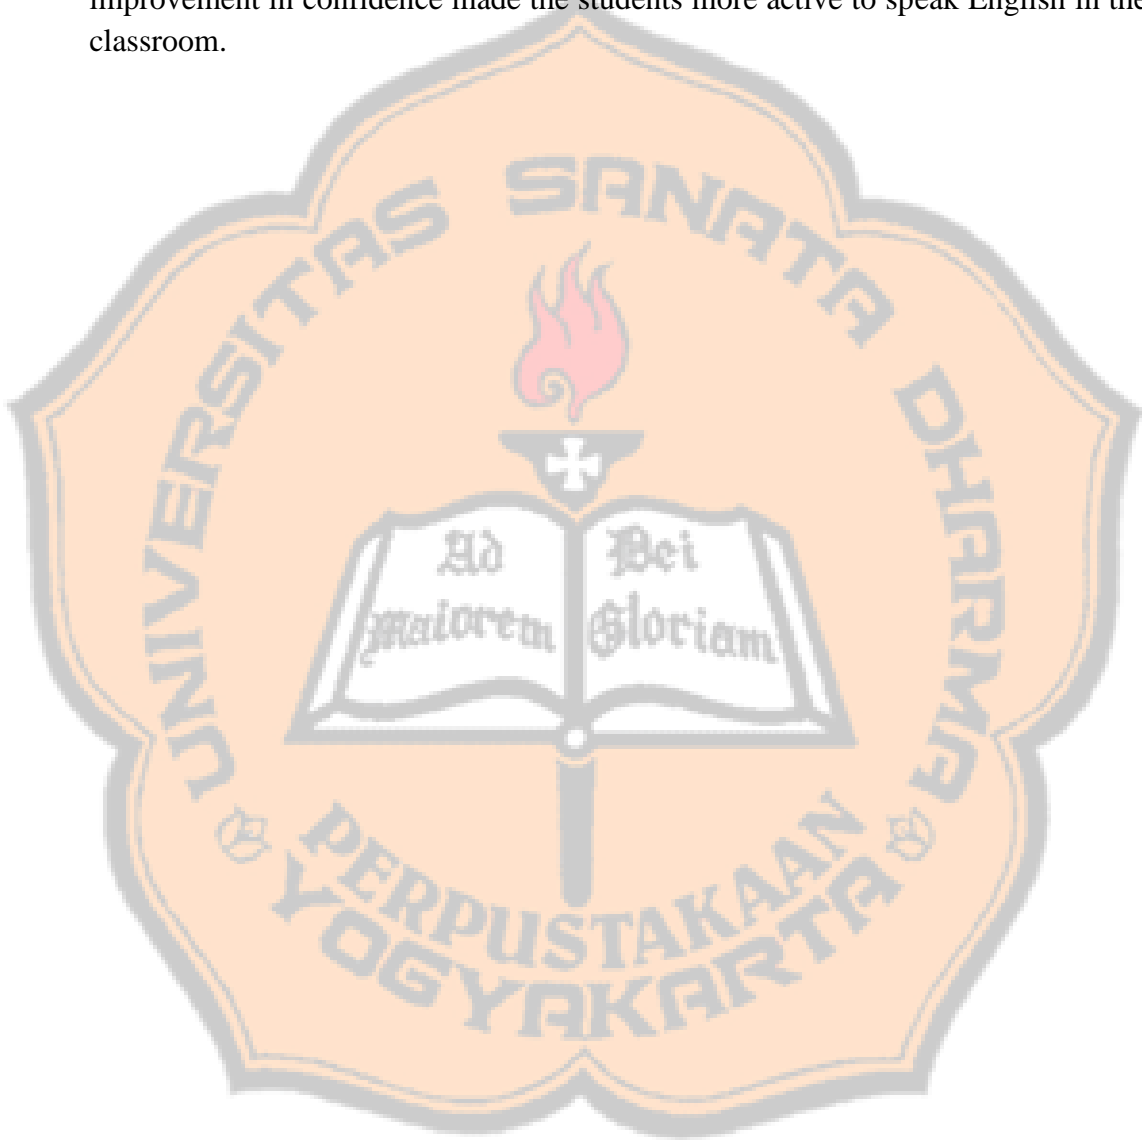 improvement in confidence made the students more active to speak English in the
classroom.
UNIVERSITAS SANATA DHARMA
Ad
Maiorem
Dei
Gloriam
PERPUSTAKAAN
YOGYAKARTA